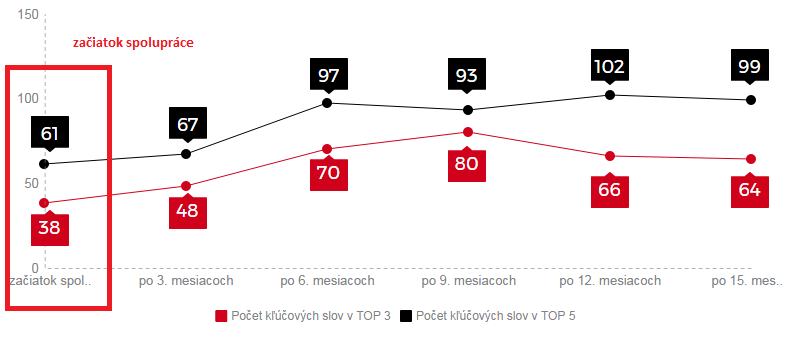 150
začiatok spolupráce
97
93
102
99
100
61
67
50
38
48
70
80
66
64
0
začiatok spol..
po 3. mesiacoch
po 6. mesiacoch
po 9. mesiacoch
po 12. mesiacoch
po 15. mes..
Počet kľúčových slov v TOP 3
Počet kľúčových slov v TOP 5